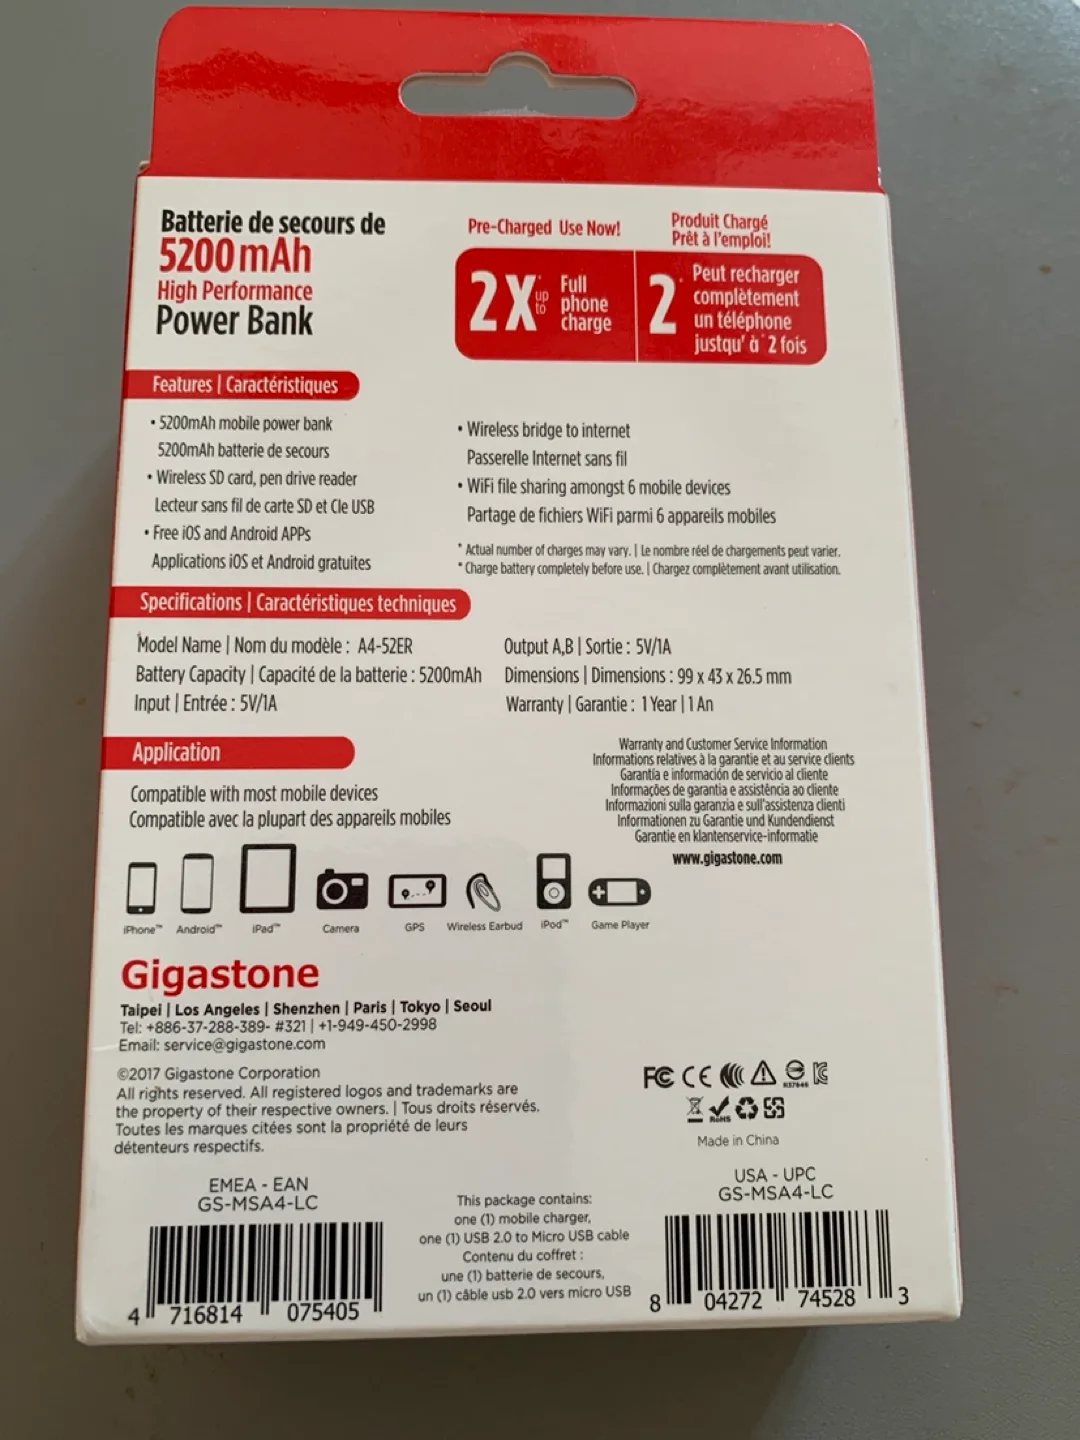 Batterie de secours de
5200mAh
High Performance
Power Bank
Pre-Charged Use Now!
Produit Chargé
Prêt à l'emploi!
2X up to * Full phone charge
2* Peut recharger
complètement
un téléphone
jusqu' à * 2 fois
Features | Caractéristiques
• 5200mAh mobile power bank
5200mAh batterie de secours
• Wireless SD card, pen drive reader
Lecteur sans fil de carte SD et Cle USB
• Free iOS and Android APPs
Applications iOS et Android gratuites
• Wireless bridge to internet
Passerelle Internet sans fil
• WiFi file sharing amongst 6 mobile devices
Partage de fichiers WiFi parmi 6 appareils mobiles
* Actual number of charges may vary. | Le nombre réel de chargements peut varier.
* Charge battery completely before use. | Chargez complètement avant utilisation.
Specifications | Caractéristiques techniques
Model Name | Nom du modèle : A4-52ER
Battery Capacity | Capacité de la batterie : 5200mAh
Input | Entrée : 5V/1A
Output A,B | Sortie : 5V/1A
Dimensions | Dimensions : 99 x 43 x 26.5 mm
Warranty | Garantie : 1 Year | 1 An
Application
Compatible with most mobile devices
Compatible avec la plupart des appareils mobiles
Warranty and Customer Service Information
Informations relatives à la garantie et au service clients
Garantía e información de servicio al cliente
Informações de garantia e assistência ao cliente
Informazioni sulla garanzia e sull'assistenza clienti
Informationen zu Garantie und Kundendienst
Garantie en klantenservice-informatie
www.gigastone.com
iPhone™ Android™ iPad™ Camera GPS Wireless Earbud iPod™ Game Player
Gigastone
Taipei | Los Angeles | Shenzhen | Paris | Tokyo | Seoul
Tel: +886-37-288-389- #321 | +1-949-450-2998
Email: service@gigastone.com
©2017 Gigastone Corporation
All rights reserved. All registered logos and trademarks are
the property of their respective owners. | Tous droits réservés.
Toutes les marques citées sont la propriété de leurs
détenteurs respectifs.
FC CE
RoHS
Made in China
EMEA - EAN
GS-MSA4-LC
4 716814 075405
This package contains:
one (1) mobile charger,
one (1) USB 2.0 to Micro USB cable
Contenu du coffret :
une (1) batterie de secours,
un (1) câble usb 2.0 vers micro USB
USA - UPC
GS-MSA4-LC
8 04272 74528 3